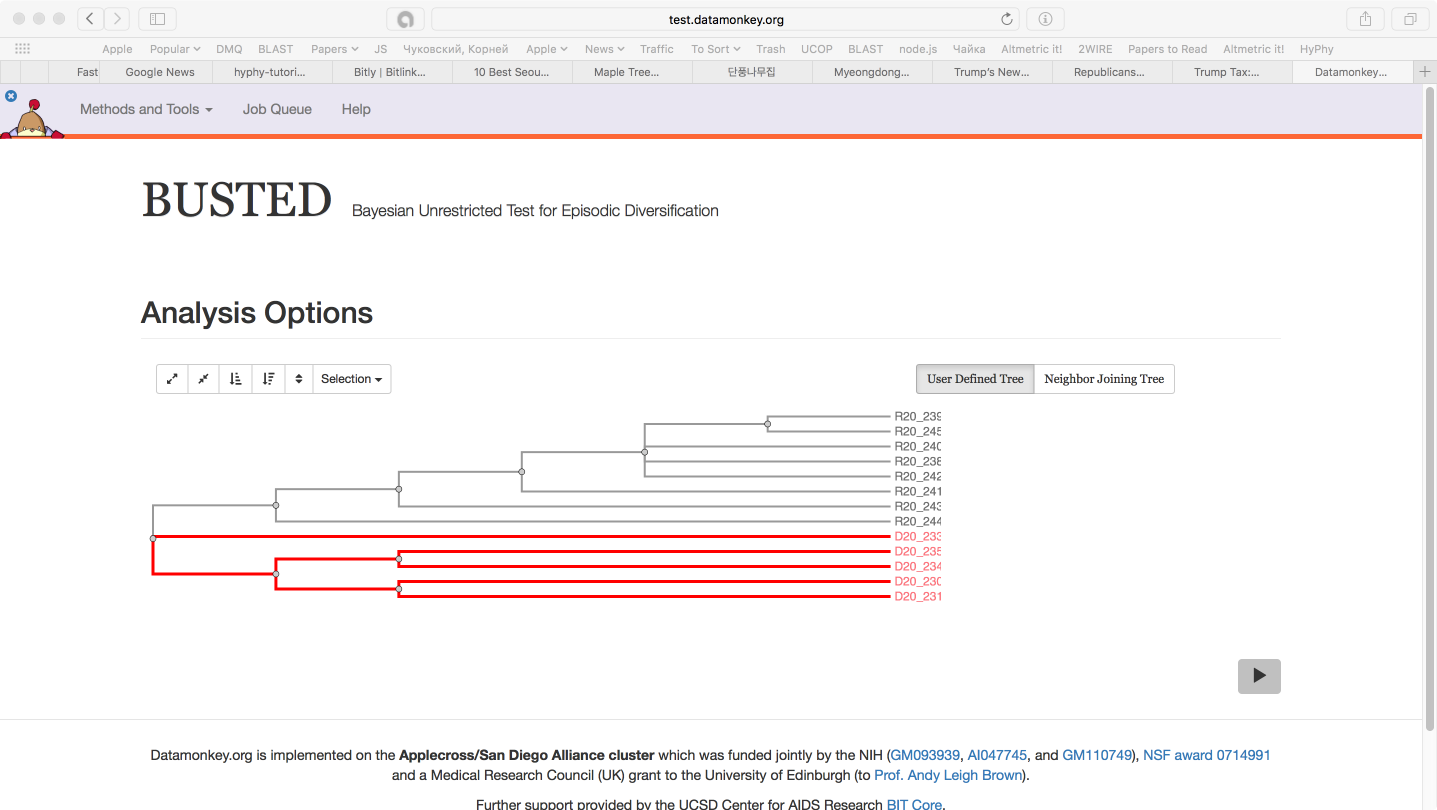 test.datamonkey.org
Apple Popular DMQ BLAST Papers JS Чуковский, Корней Apple News Traffic To Sort Trash UCOP BLAST node.js Чайка Altmetric it! 2WIRE Papers to Read Altmetric it! HyPhy
Fast Google News hyphy-tutori... Bitly | Bitlink... 10 Best Seou... Maple Tree... 단풍나무집 Myeongdong... Trump's New... Republicans... Trump Tax:... Datamonkey...
Methods and Tools Job Queue Help
BUSTED Bayesian Unrestricted Test for Episodic Diversification
Analysis Options
Selection User Defined Tree Neighbor Joining Tree
R20_239
R20_245
R20_240
R20_238
R20_242
R20_241
R20_243
R20_244
D20_233
D20_235
D20_234
D20_230
D20_231
Datamonkey.org is implemented on the Applecross/San Diego Alliance cluster which was funded jointly by the NIH (GM093939, AI047745, and GM110749), NSF award 0714991
and a Medical Research Council (UK) grant to the University of Edinburgh (to Prof. Andy Leigh Brown).
Further support provided by the UCSD Center for AIDS Research BIT Core.